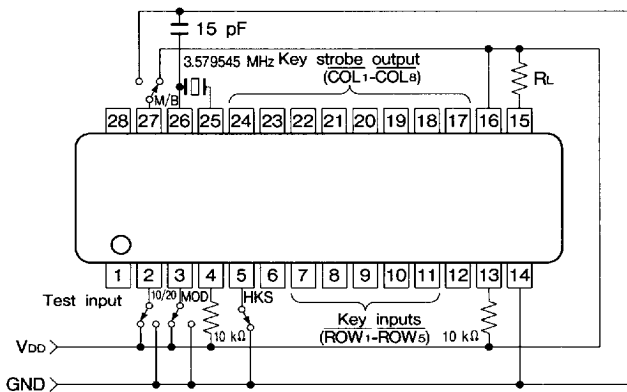 15 pF
3.579545 MHz Key strobe output
(COL1-COL8)
M/B
RL
28 27 26 25 24 23 22 21 20 19 18 17 16 15
1 2 3 4 5 6 7 8 9 10 11 12 13 14
Test input
10/20 MOD
HKS
10 kΩ
Key inputs
(ROW1-ROW5)
10 kΩ
VDD
GND